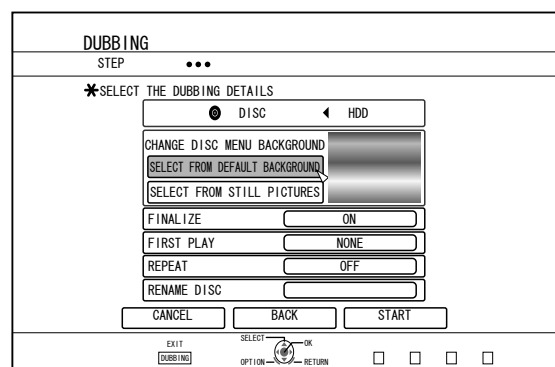 DUBBING
STEP
SELECT THE DUBBING DETAILS
DISC HDD
CHANGE DISC MENU BACKGROUND
SELECT FROM DEFAULT BACKGROUND
SELECT FROM STILL PICTURES
FINALIZE ON
FIRST PLAY NONE
REPEAT OFF
RENAME DISC
CANCEL BACK START
EXIT
DUBBING
SELECT OK
OPTION RETURN